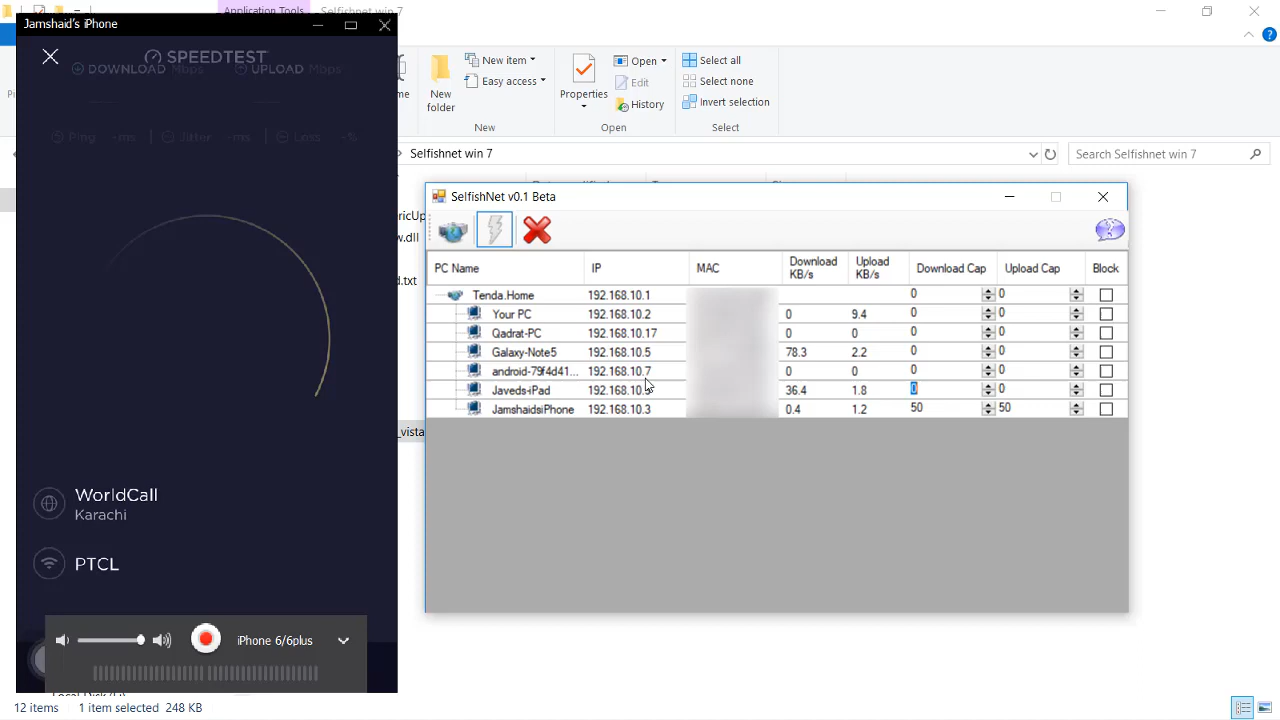 Jamshaid's iPhone
SPEEDTEST
DOWNLOAD Mbps UPLOAD Mbps
Ping -ms Jitter -ms Loss -%
WorldCall
Karachi
PTCL
iPhone 6/6plus
Application Tools Selfishnet win 7
New folder
New item
Easy access
New
Properties
Open
Edit
History
Open
Select all
Select none
Invert selection
Select
Selfishnet win 7
Search Selfishnet win 7
w.dll
d.txt
_vista
SelfishNet v0.1 Beta
PC Name IP MAC Download KB/s Upload KB/s Download Cap Upload Cap Block
Tenda.Home 192.168.10.1 0 0
Your PC 192.168.10.2 0 9.4 0 0
Qadrat-PC 192.168.10.17 0 0 0 0
Galaxy-Note5 192.168.10.5 78.3 2.2 0 0
android-79f4d41... 192.168.10.7 0 0 0 0
Javeds-iPad 36.4 1.8 0 0
JamshaidsiPhone 192.168.10.3 0.4 1.2 50 50
12 items 1 item selected 248 KB